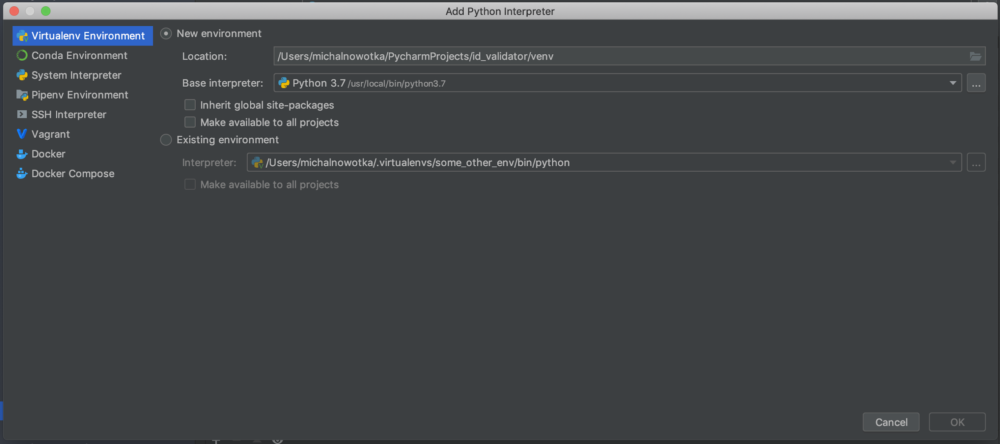 Add Python Interpreter
Virtualenv Environment
Conda Environment
System Interpreter
Pipenv Environment
SSH Interpreter
Vagrant
Docker
Docker Compose
New environment
Location: /Users/michalnowotka/PycharmProjects/id_validator/venv
Base interpreter: Python 3.7 /usr/local/bin/python3.7 ...
Inherit global site-packages
Make available to all projects
Existing environment
Interpreter: /Users/michalnowotka/.virtualenvs/some_other_env/bin/python ...
Make available to all projects
Cancel OK